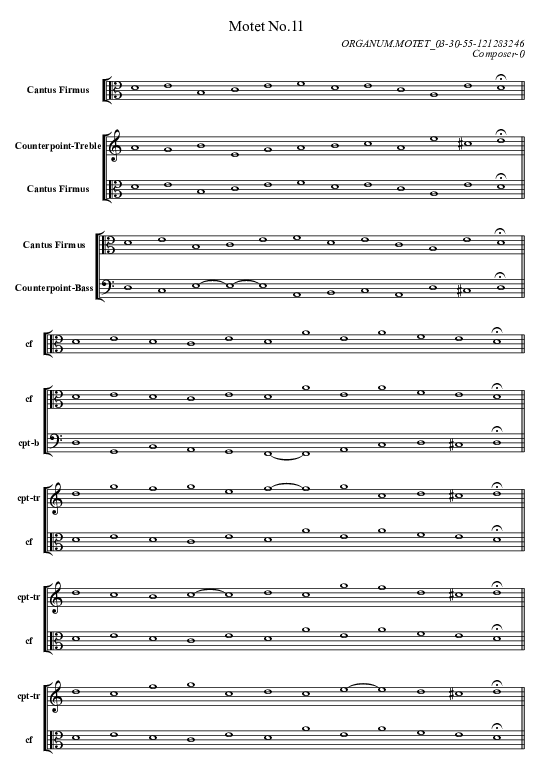 Motet No.11
ORGANUM.MOTET_03-30-55-121283246
Composer-0
Cantus Firmus
Counterpoint-Treble
Cantus Firmus
Cantus Firmus
Counterpoint-Bass
cf
cf
cpt-b
cpt-tr
cf
cpt-tr
cf
cpt-tr
cf